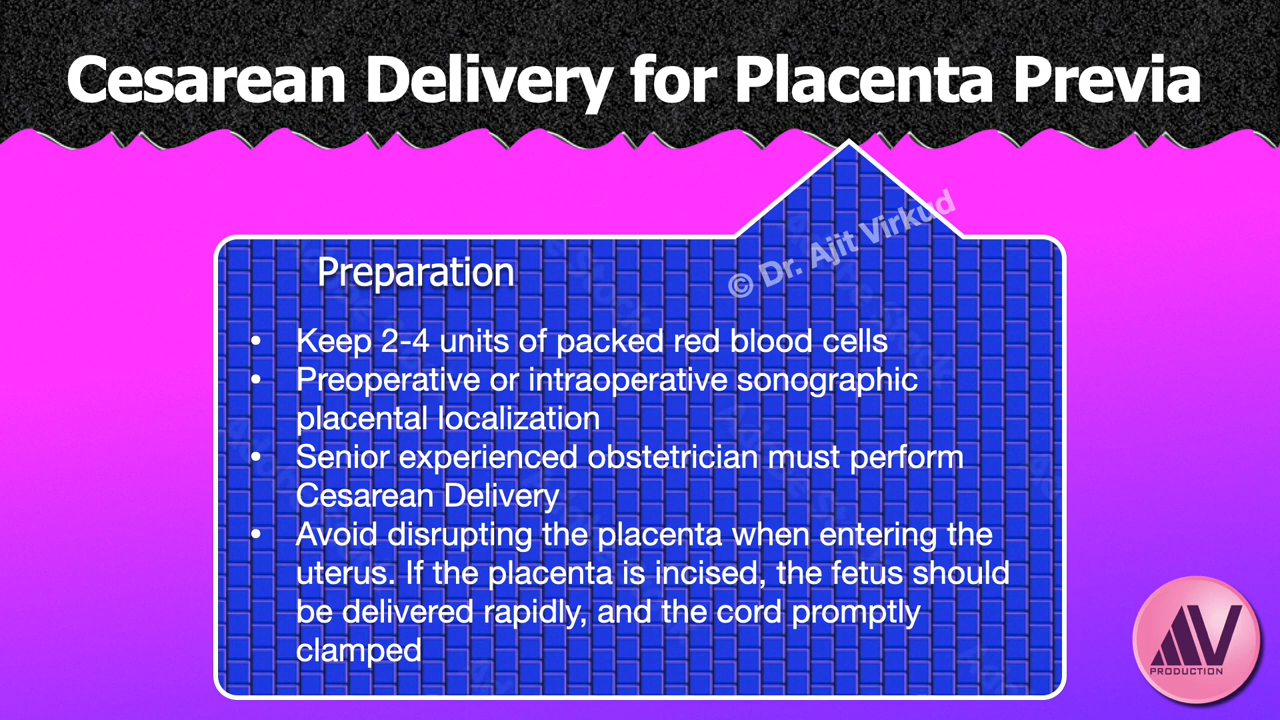 Cesarean Delivery for Placenta Previa
© Dr. Ajit Virkud
Preparation
• Keep 2-4 units of packed red blood cells
• Preoperative or intraoperative sonographic
placental localization
• Senior experienced obstetrician must perform
Cesarean Delivery
• Avoid disrupting the placenta when entering the
uterus. If the placenta is incised, the fetus should
be delivered rapidly, and the cord promptly
clamped
AV
PRODUCTION